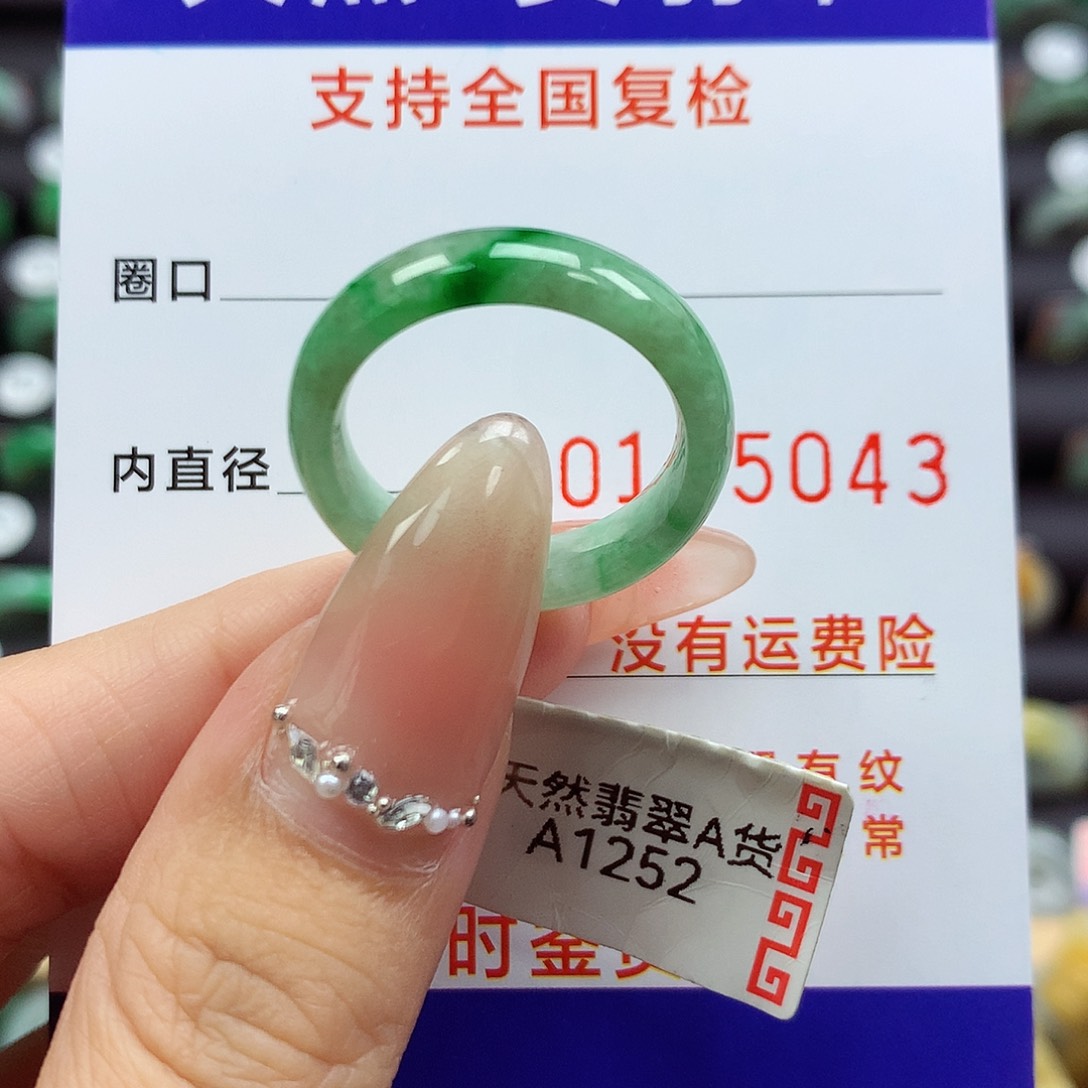 支持全国复检
圈口
内直径
01 5043
没有运费险
有纹
常
天然翡翠A货
A1252
时鉴